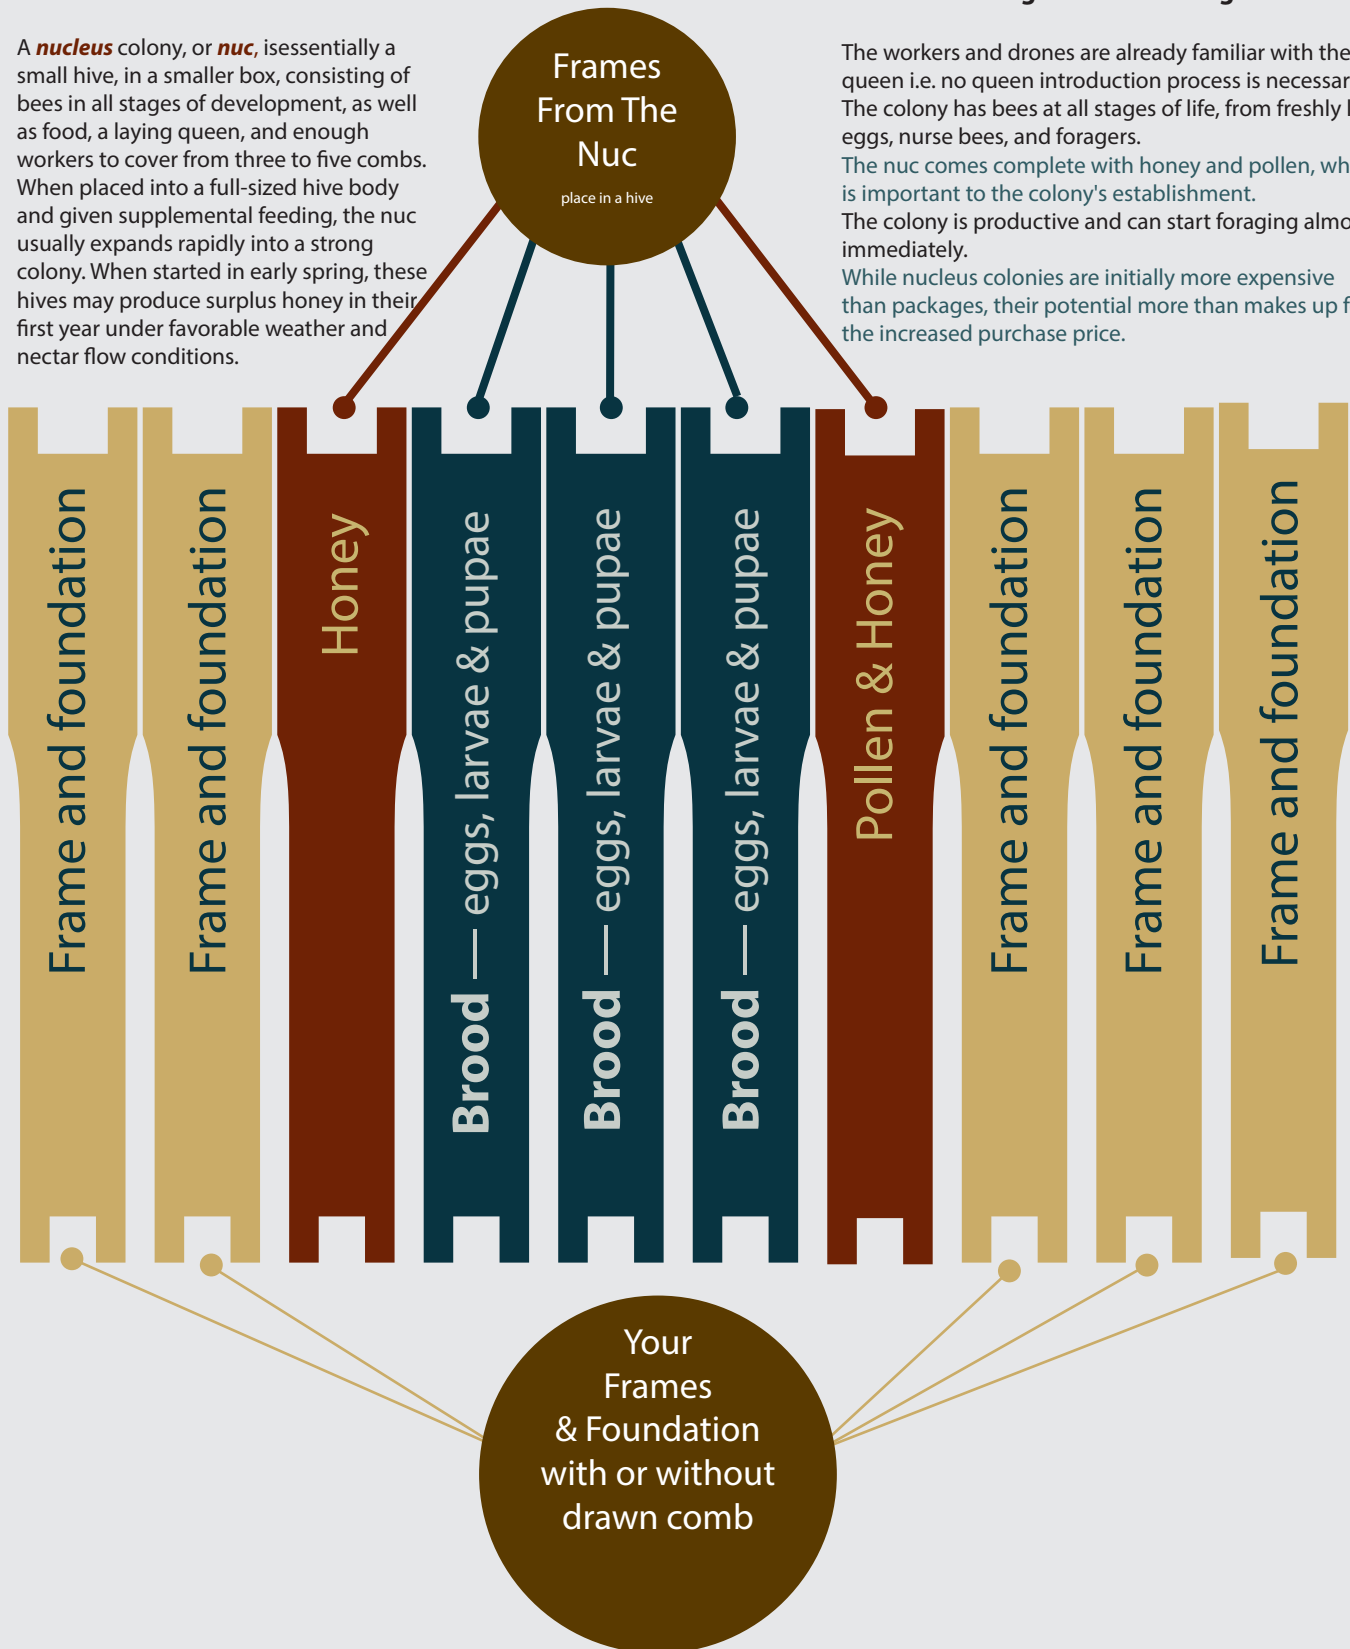 A nucleus colony, or nuc, isessentially a
small hive, in a smaller box, consisting of
bees in all stages of development, as well
as food, a laying queen, and enough
workers to cover from three to five combs.
When placed into a full-sized hive body
and given supplemental feeding, the nuc
usually expands rapidly into a strong
colony. When started in early spring, these
hives may produce surplus honey in their
first year under favorable weather and
nectar flow conditions.
Frames
From The
Nuc
place in a hive
The workers and drones are already familiar with the
queen i.e. no queen introduction process is
The colony has bees at all stages of life, from freshly
eggs, nurse bees, and foragers.
The nuc comes complete with honey and pollen,
is important to the colony's establishment.
The colony is productive and can start foraging
immediately.
While nucleus colonies are initially more expensive
than packages, their potential more than makes up
the increased purchase price.
Frame and foundation
Frame and foundation
Honey
Brood — eggs, larvae & pupae
Brood — eggs, larvae & pupae
Brood — eggs, larvae & pupae
Pollen & Honey
Frame and foundation
Frame and foundation
Frame and foundation
Your
Frames
& Foundation
with or without
drawn comb